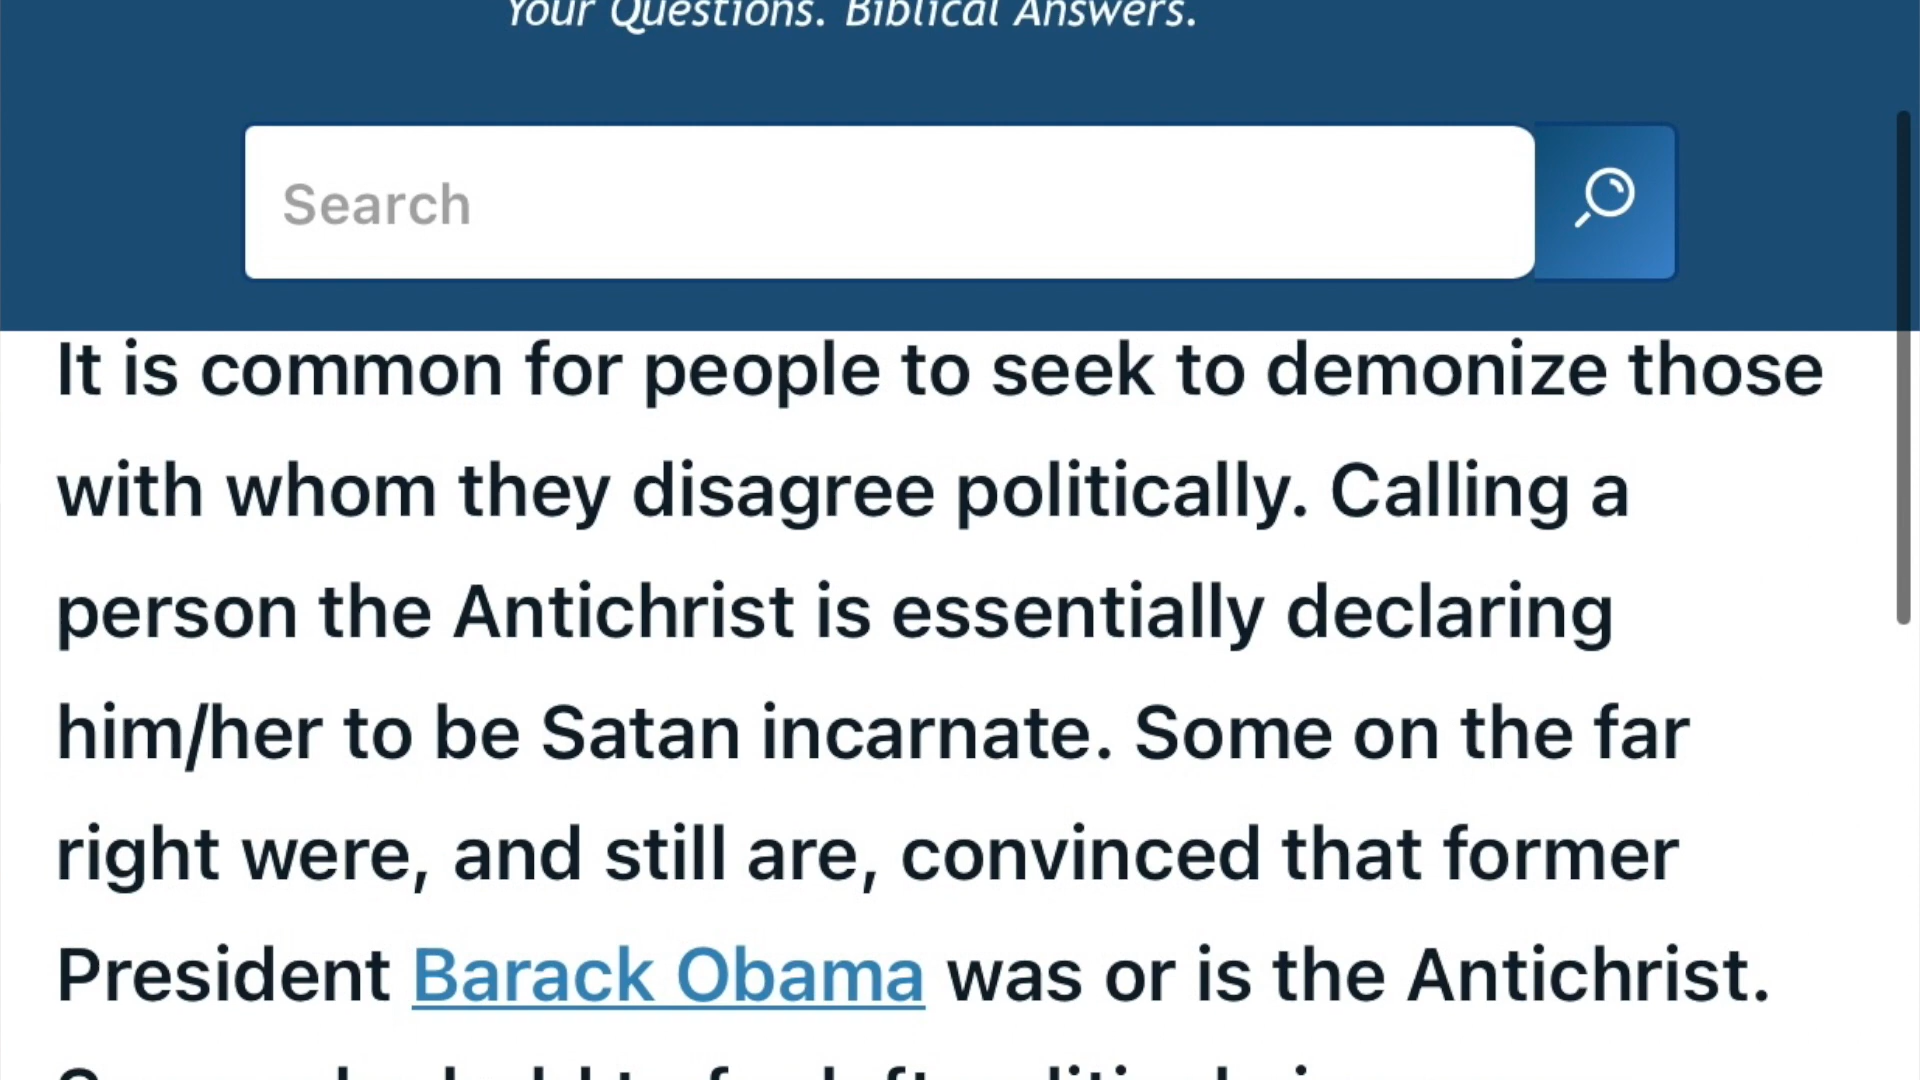 Your Questions. Biblical Answers.
Search
It is common for people to seek to demonize those
with whom they disagree politically. Calling a
person the Antichrist is essentially declaring
him/her to be Satan incarnate. Some on the far
right were, and still are, convinced that former
President Barack Obama was or is the Antichrist.